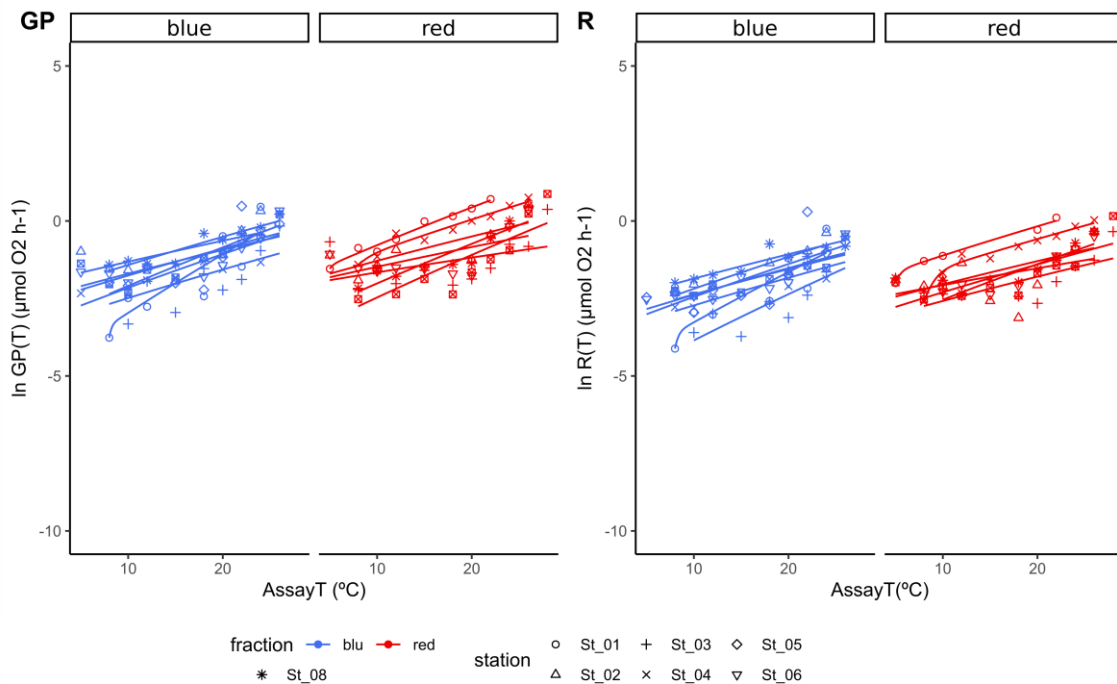 GP
blue
red
R
blue
red
5
0
-5
-10
ln GP(T) (µmol O2 h-1)
10
20
10
20
AssayT (ºC)
5
0
-5
-10
ln R(T) (µmol O2 h-1)
10
20
10
20
AssayT(ºC)
fraction
blu
red
St_08
station
St_01
St_03
St_05
St_02
St_04
St_06